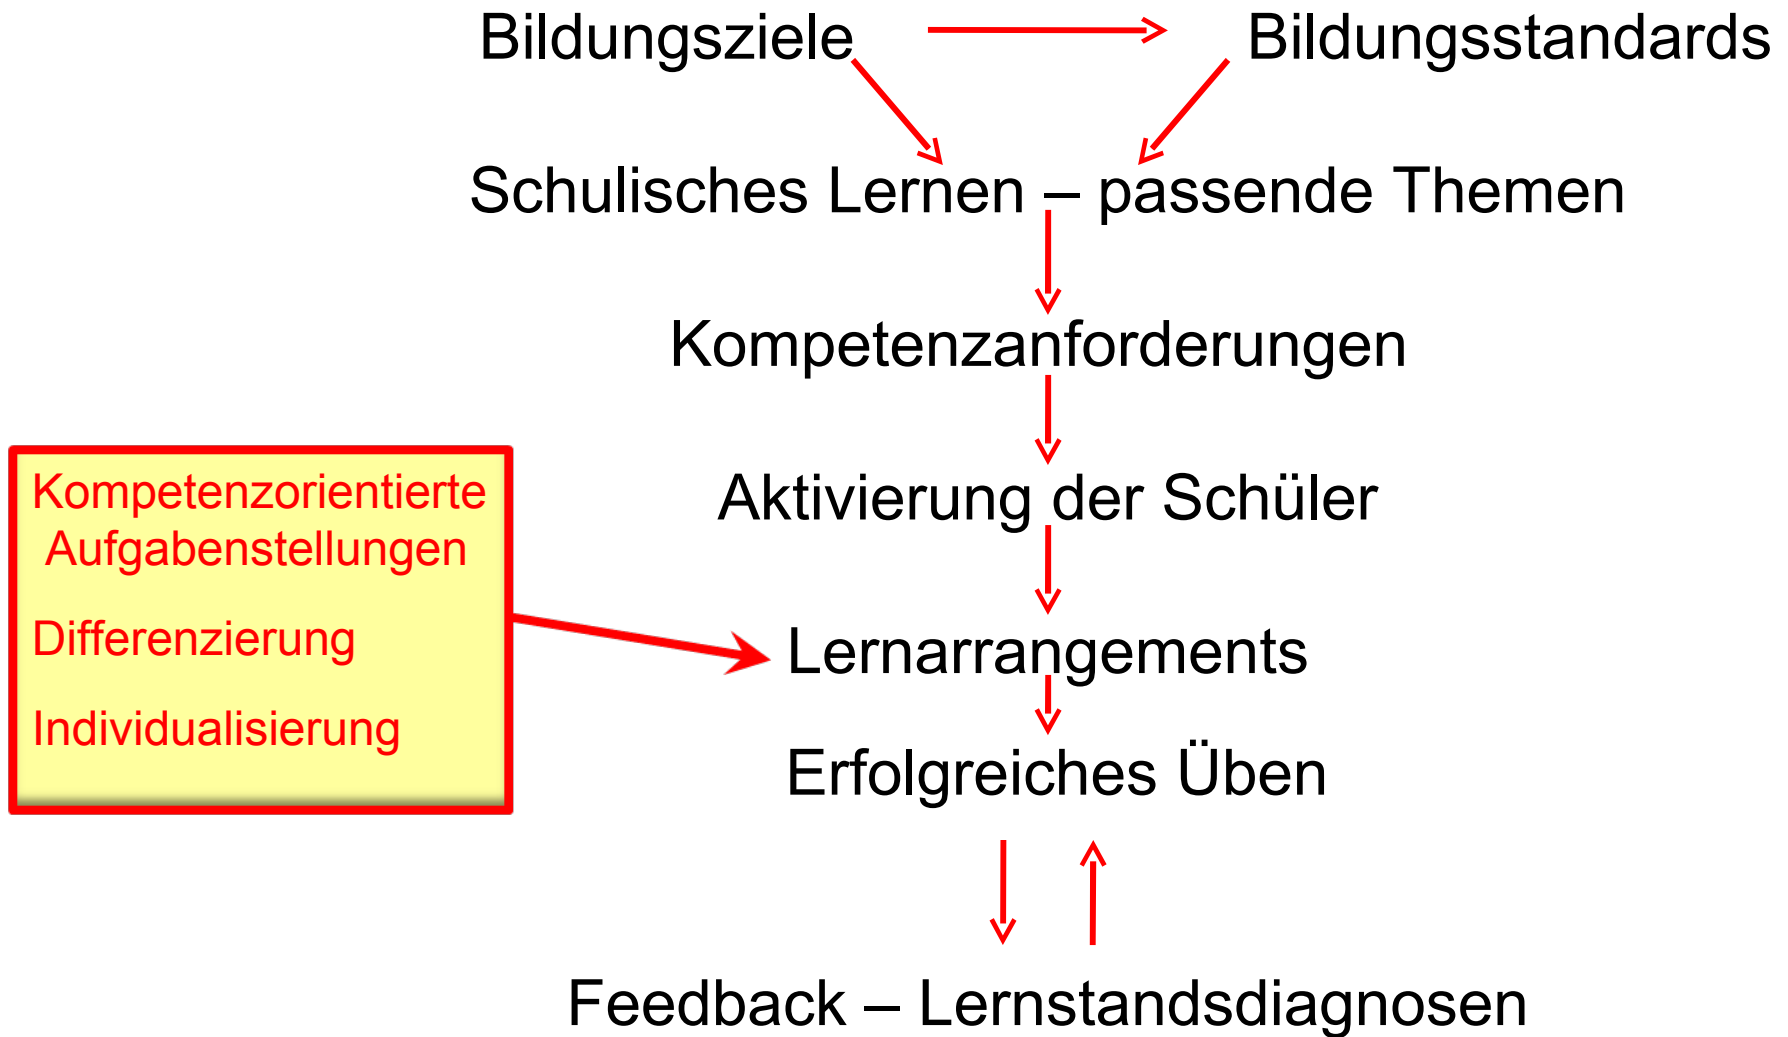 Bildungsziele
Bildungsstandards
Schulisches Lernen – passende Themen
Kompetenzanforderungen
Aktivierung der Schüler
Kompetenzorientierte
Aufgabenstellungen
Differenzierung
Individualisierung
Lernarrangements
Erfolgreiches Üben
Feedback – Lernstandsdiagnosen